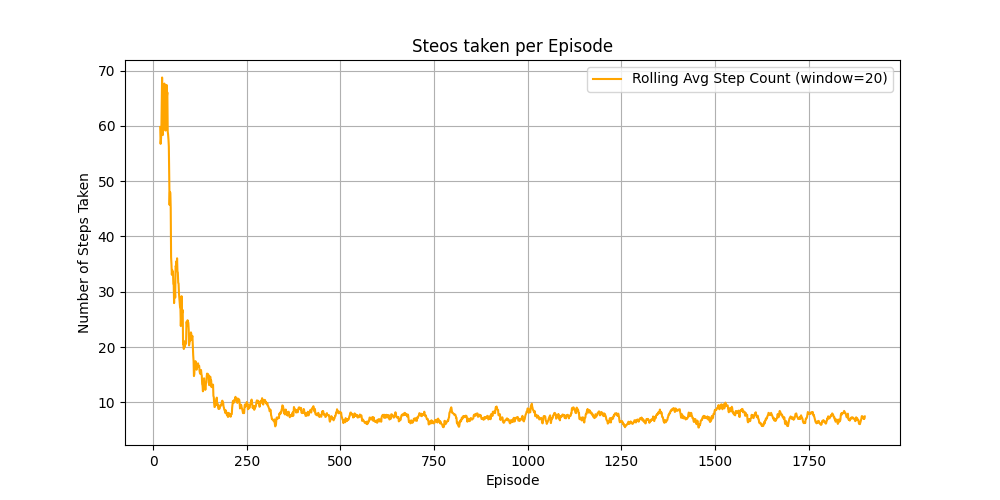 Steos taken per Episode
Rolling Avg Step Count (window=20)
Number of Steps Taken
70
60
50
40
30
20
10
0 250 500 750 1000 1250 1500 1750
Episode